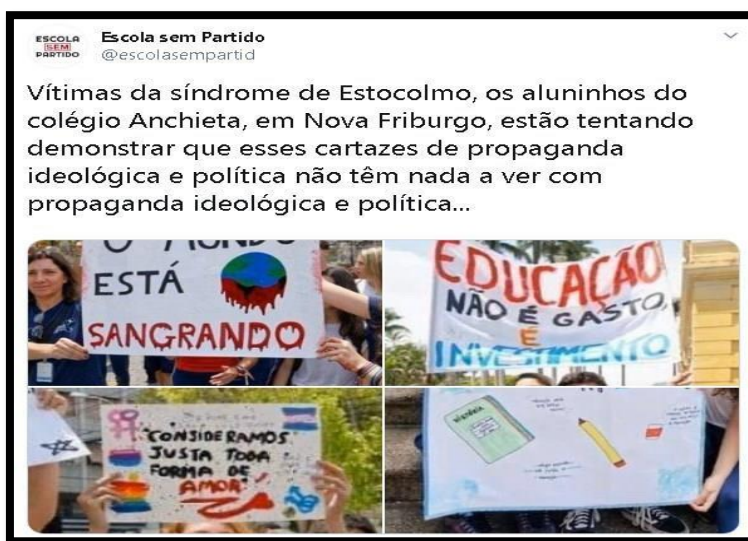 ESCOLA
SEM
PARTIDO
Escola sem Partido
@escolasempartid
Vítimas da síndrome de Estocolmo, os aluninhos do
colégio Anchieta, em Nova Friburgo, estão tentando
demonstrar que esses cartazes de propaganda
ideológica e política não têm nada a ver com
propaganda ideológica e política...
O MUNDO
ESTÁ
SANGRANDO
EDUCAÇÃO
NÃO É GASTO,
É
INVESTIMENTO
"CONSIDERAMOS
JUSTA TODA
FORMA DE
AMOR"